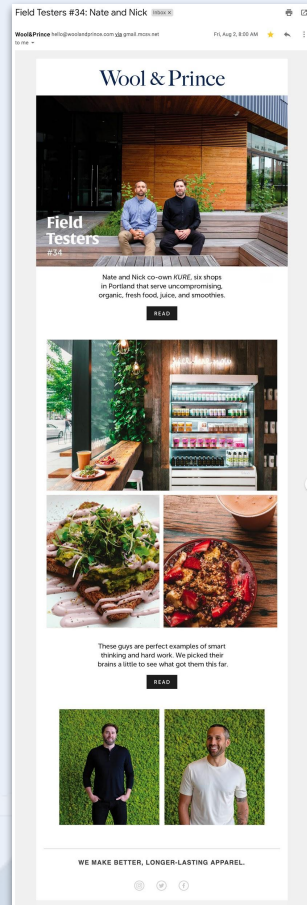 Field Testers #34: Nate and Nick Inbox ×
Wool&Prince hello@woolandprince.com via gmail.mcsv.net Fri, Aug 2, 8:00 AM
to me
Wool & Prince
Field
Testers
#34
Nate and Nick co-own KURE, six shops
in Portland that serve uncompromising,
organic, fresh food, juice, and smoothies.
READ
These guys are perfect examples of smart
thinking and hard work. We picked their
brains a little to see what got them this far.
READ
WE MAKE BETTER, LONGER-LASTING APPAREL.